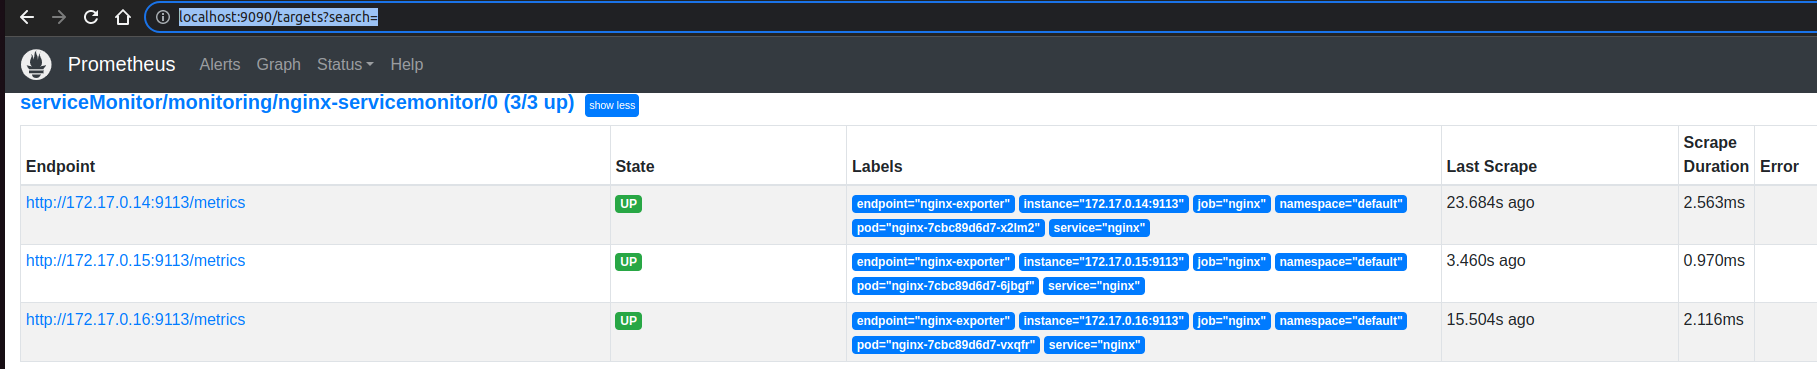 localhost:9090/targets?search=
Prometheus Alerts Graph Status Help
serviceMonitor/monitoring/nginx-servicemonitor/0 (3/3 up) show less
Endpoint State Labels Last Scrape Scrape Duration Error
http://172.17.0.14:9113/metrics UP endpoint="nginx-exporter" instance="172.17.0.14:9113" job="nginx" namespace="default" 23.684s ago 2.563ms
pod="nginx-7cbc89d6d7-x2lm2" service="nginx"
http://172.17.0.15:9113/metrics UP endpoint="nginx-exporter" instance="172.17.0.15:9113" job="nginx" namespace="default" 3.460s ago 0.970ms
pod="nginx-7cbc89d6d7-6jbgf" service="nginx"
http://172.17.0.16:9113/metrics UP endpoint="nginx-exporter" instance="172.17.0.16:9113" job="nginx" namespace="default" 15.504s ago 2.116ms
pod="nginx-7cbc89d6d7-vxqfr" service="nginx"